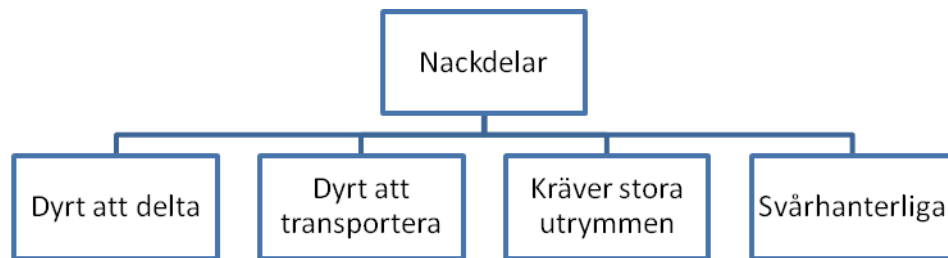 Nackdelar
Dyrt att delta
Dyrt att
transportera
Kräver stora
utrymmen
Svårhanterliga